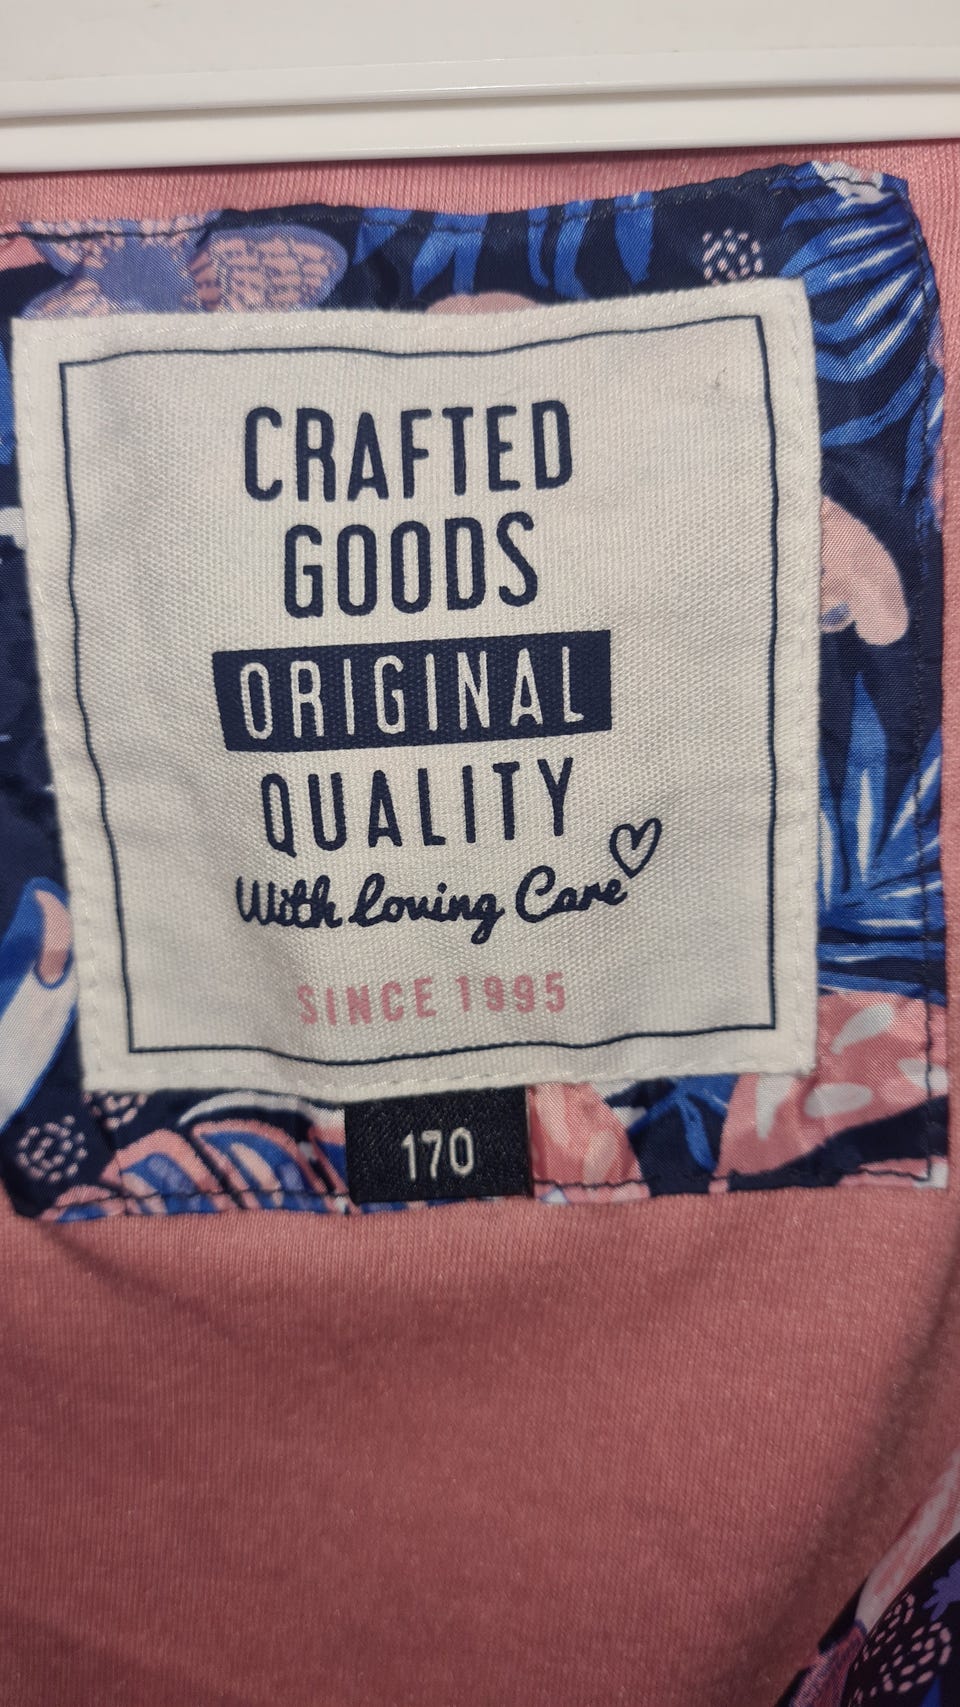 CRAFTED
GOODS
ORIGINAL
QUALITY
With Loving Care
SINCE 1995
170